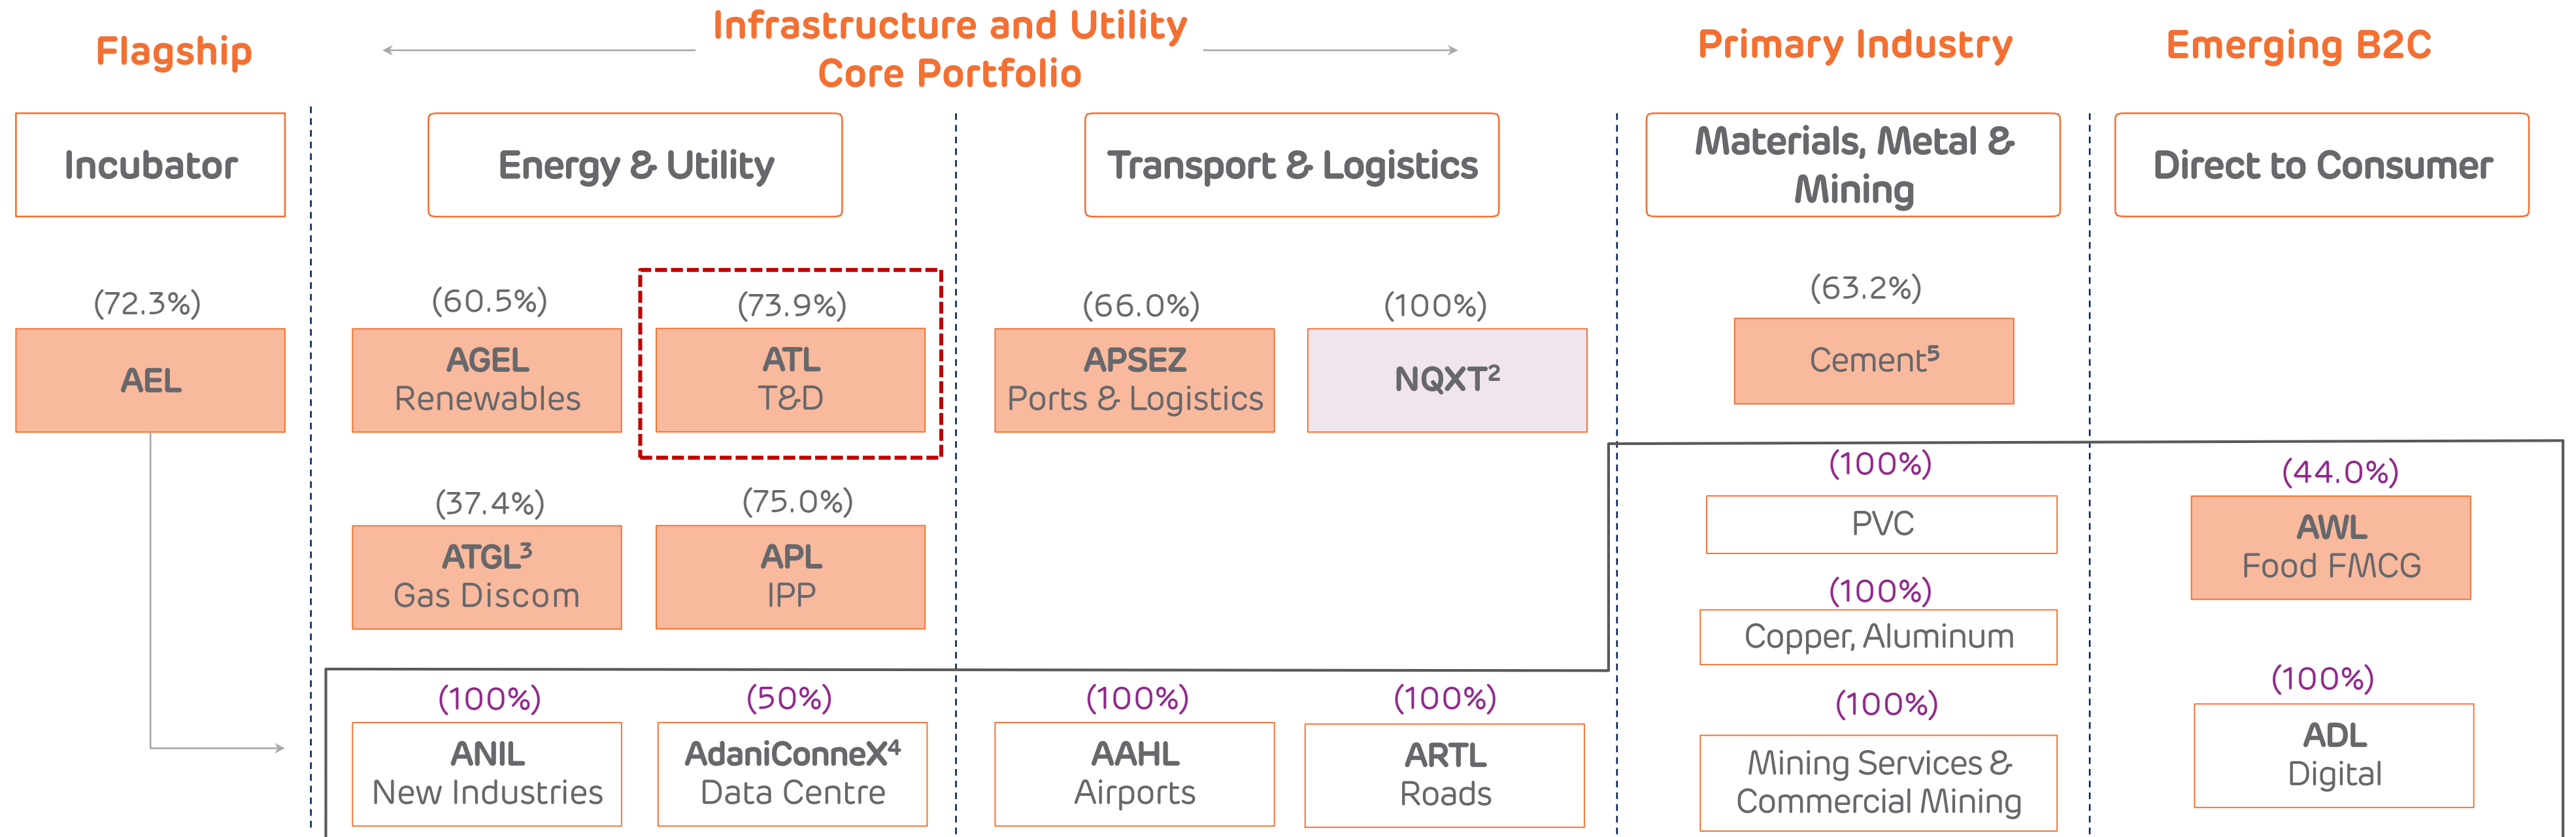 Flagship
Infrastructure and Utility
Core Portfolio
Primary Industry
Emerging B2C
Incubator
Energy & Utility
Transport & Logistics
Materials, Metal &
Mining
Direct to Consumer
(72.3%)
AEL
(60.5%)
AGEL
Renewables
(73.9%)
ATL
T&D
(66.0%)
APSEZ
Ports & Logistics
(100%)
NQXT²
(63.2%)
Cement⁵
(37.4%)
ATGL³
Gas Discom
(75.0%)
APL
IPP
(100%)
PVC
(100%)
Copper, Aluminum
(100%)
Mining Services &
Commercial Mining
(44.0%)
AWL
Food FMCG
(100%)
ADL
Digital
(100%)
ANIL
New Industries
(50%)
AdaniConneX⁴
Data Centre
(100%)
AAHL
Airports
(100%)
ARTL
Roads